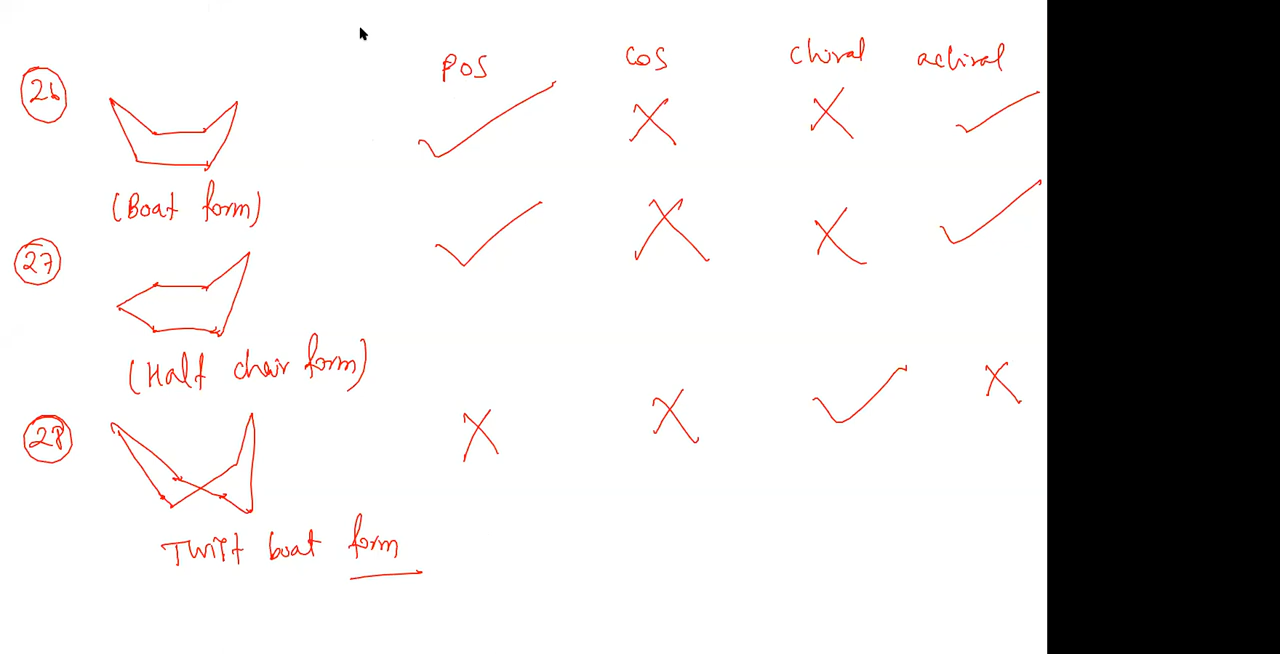 POS COS chiral achiral
26 ✓ X X ✓
(Boat form)
27 ✓ X X ✓
(Half chair form)
28 X X ✓ X
Twist boat form